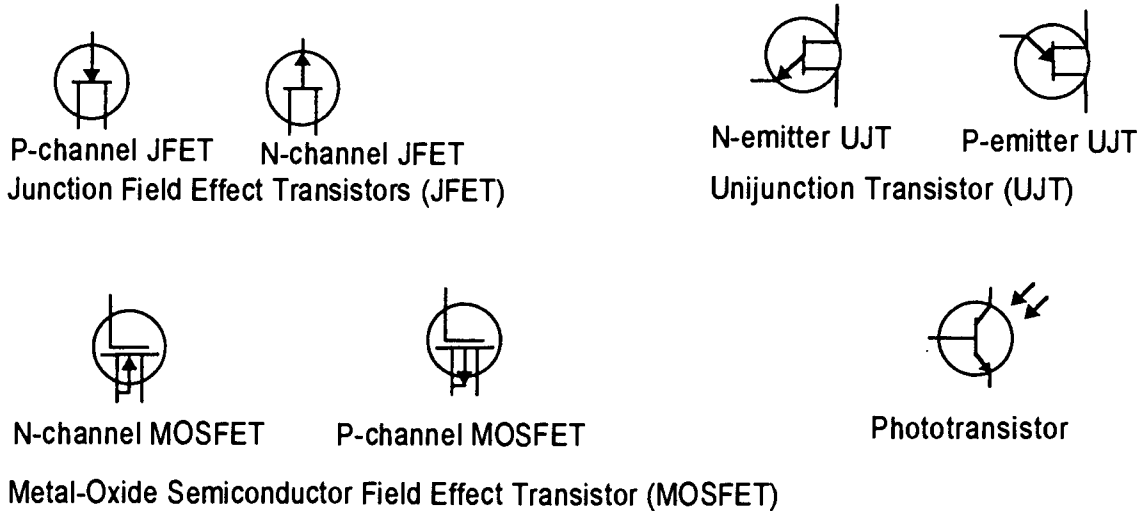 P-channel JFET
N-channel JFET
Junction Field Effect Transistors (JFET)
N-emitter UJT
P-emitter UJT
Unijunction Transistor (UJT)
N-channel MOSFET
P-channel MOSFET
Metal-Oxide Semiconductor Field Effect Transistor (MOSFET)
Phototransistor